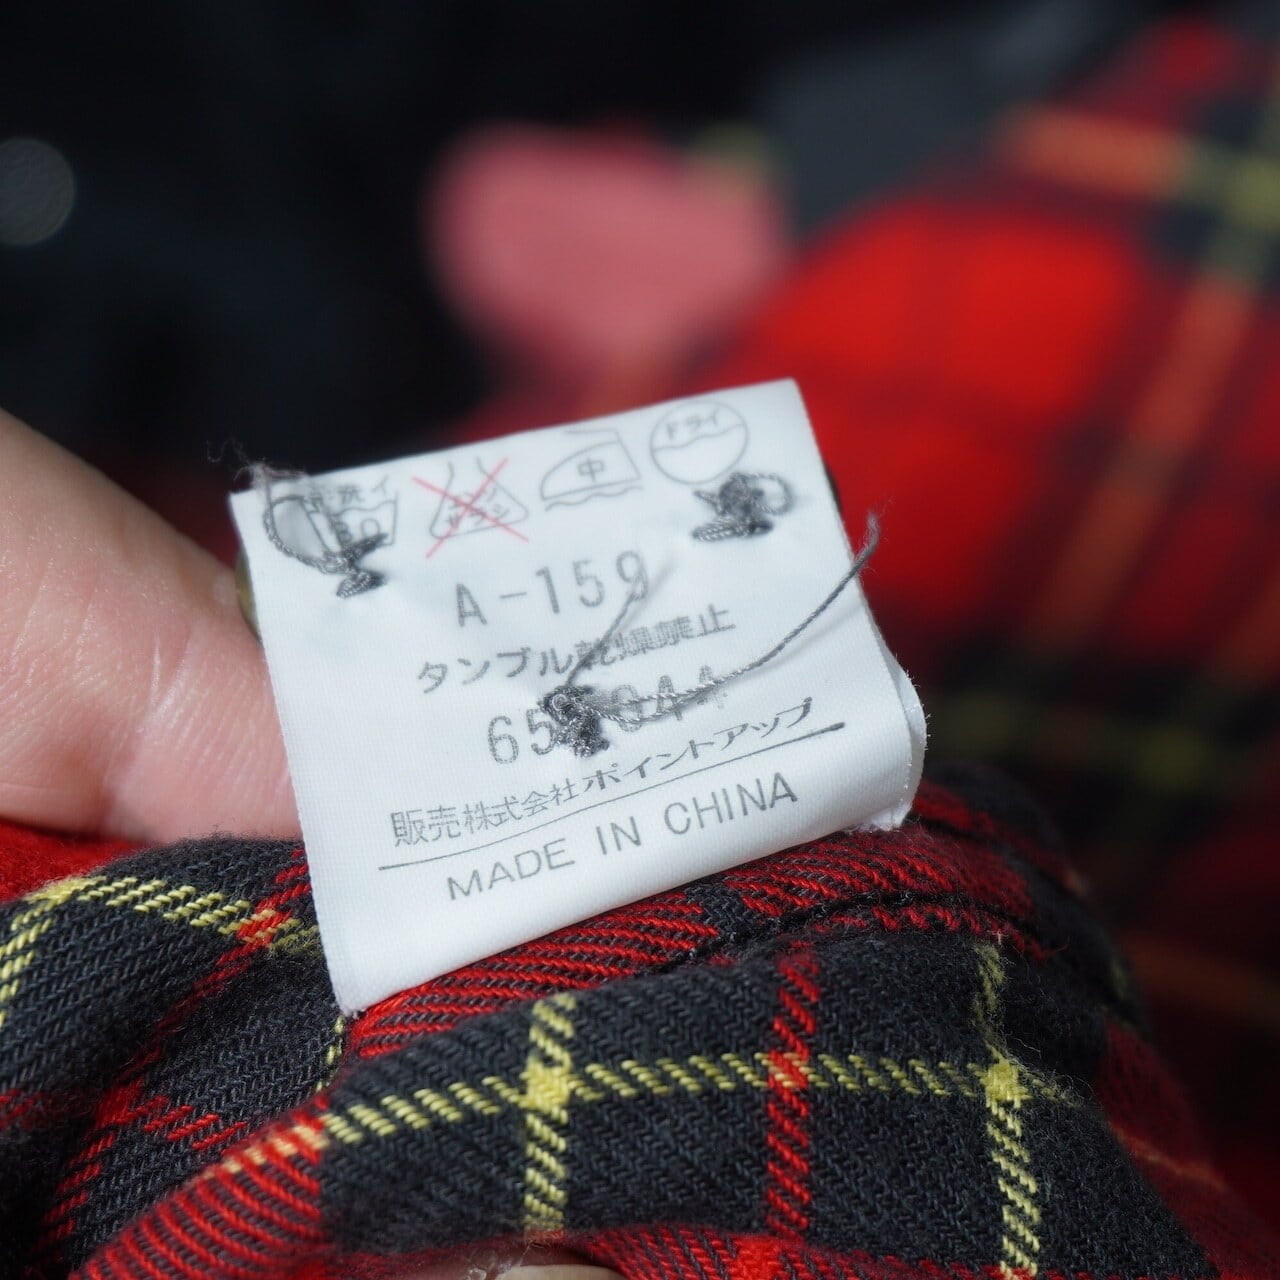 中 ドライ
A-159
タンブル乾燥禁止
販売株式会社ポイントアップ
MADE IN CHINA